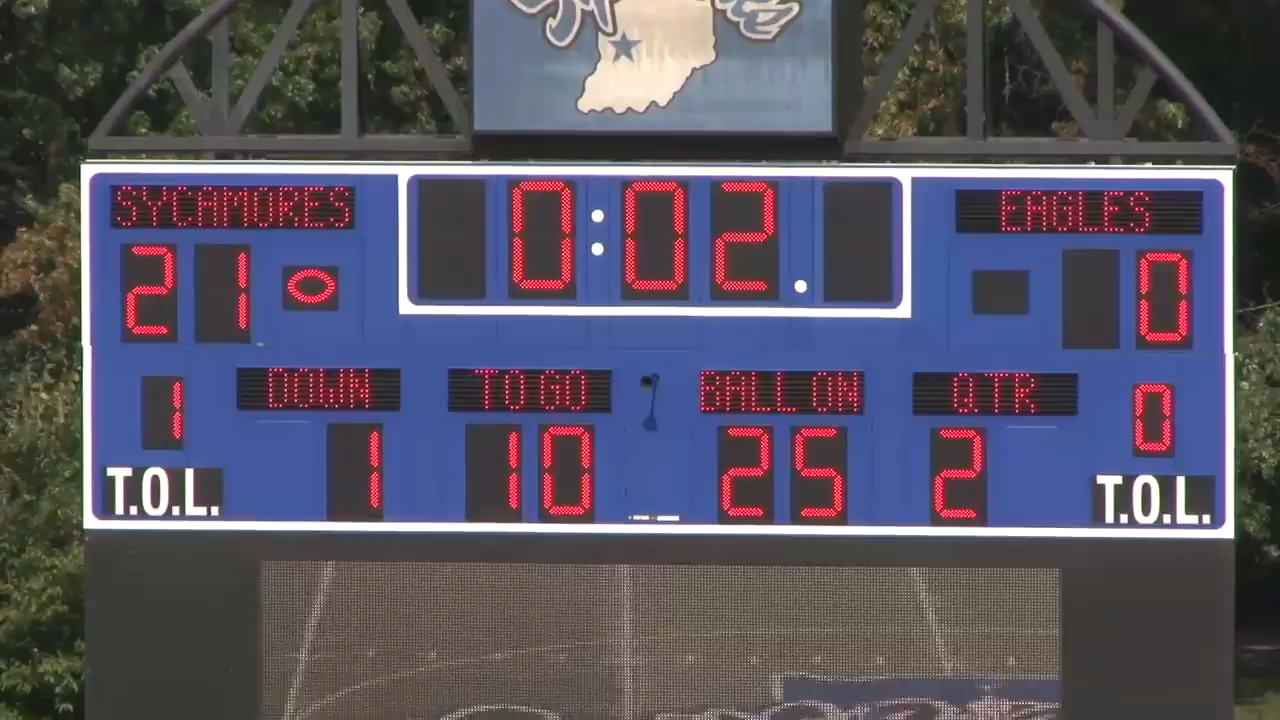 SYCAMORES 0:02. EAGLES
21 0
DOWN TO GO BALL ON QTR
1 1 10 25 2 0
T.O.L. T.O.L.